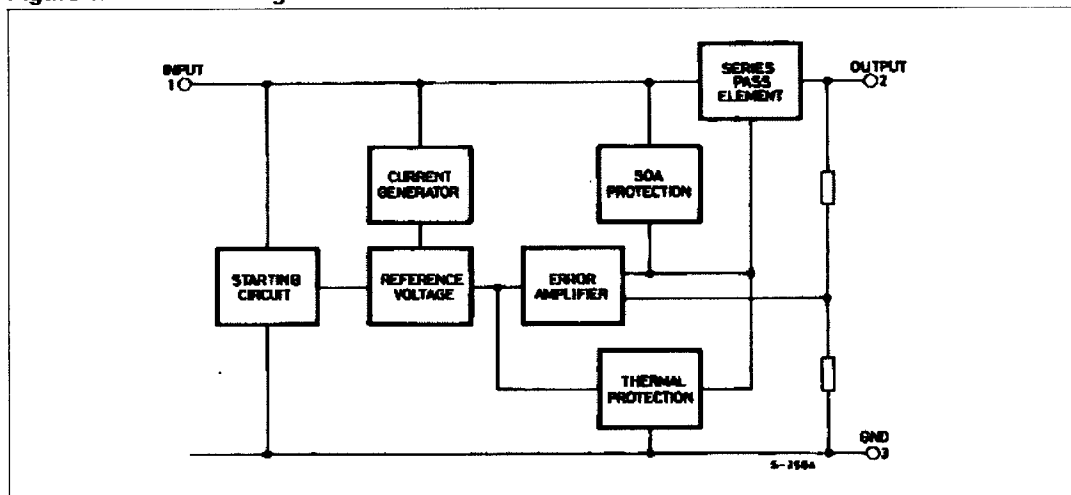 INPUT
1
SERIES
PASS
ELEMENT
OUTPUT
2
CURRENT
GENERATOR
SOA
PROTECTION
STARTING
CIRCUIT
REFERENCE
VOLTAGE
ERROR
AMPLIFIER
THERMAL
PROTECTION
GND
3